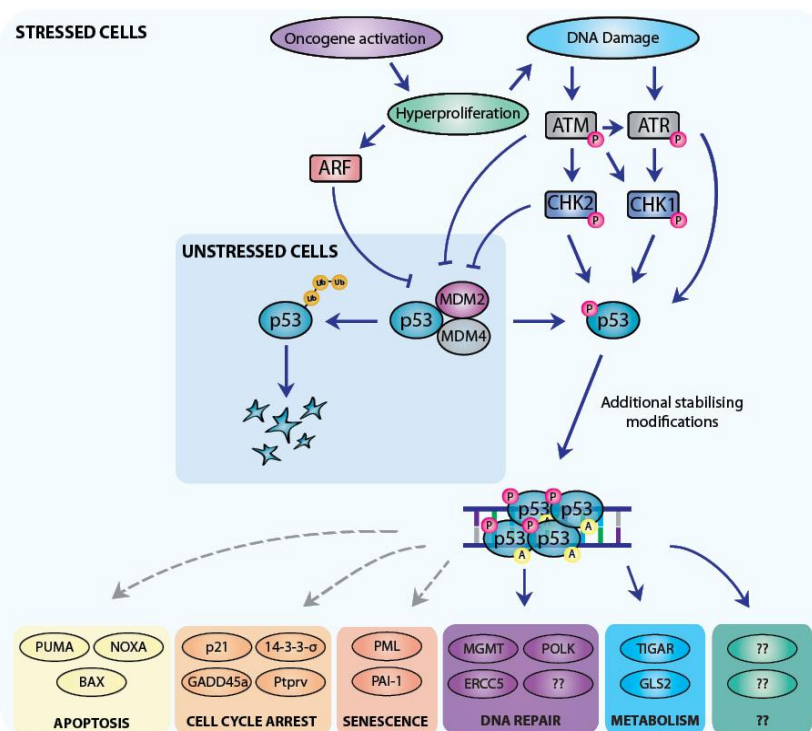 STRESSED CELLS
Oncogene activation
DNA Damage
Hyperproliferation
ATM
P
ATR
P
ARF
CHK2
P
CHK1
P
UNSTRESSED CELLS
Ub
Ub
Ub
p53
p53
MDM2
MDM4
P
p53
Additional stabilising
modifications
P
p53
P
p53
A
P
p53
P
p53
A
A
PUMA
NOXA
BAX
APOPTOSIS
p21
14-3-3-σ
GADD45a
Ptprv
CELL CYCLE ARREST
PML
PAI-1
SENESCENCE
MGMT
POLK
ERCC5
??
DNA REPAIR
TIGAR
GLS2
METABOLISM
??
??
??